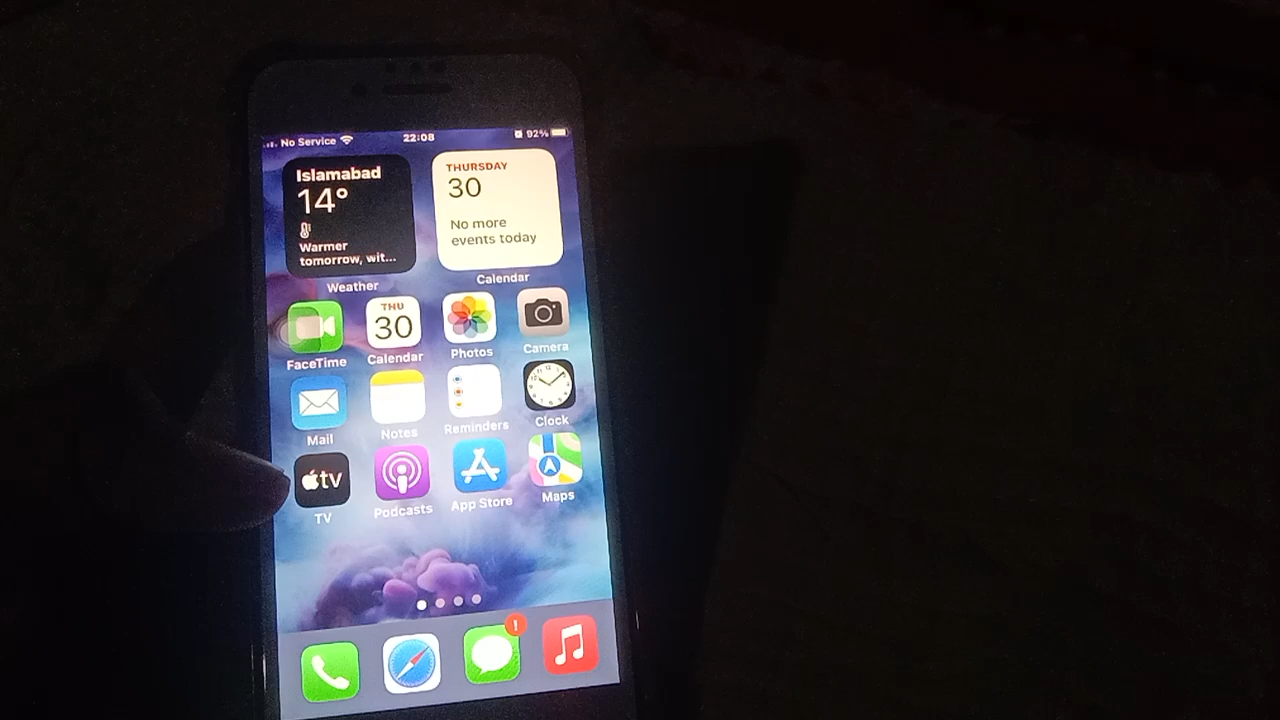 No Service 22:08 92%
Islamabad
14°
Warmer
tomorrow, wit...
Weather
THURSDAY
30
No more
events today
Calendar
THU
30
FaceTime Calendar Photos Camera
Mail Notes Reminders Clock
tv
TV Podcasts App Store Maps
!